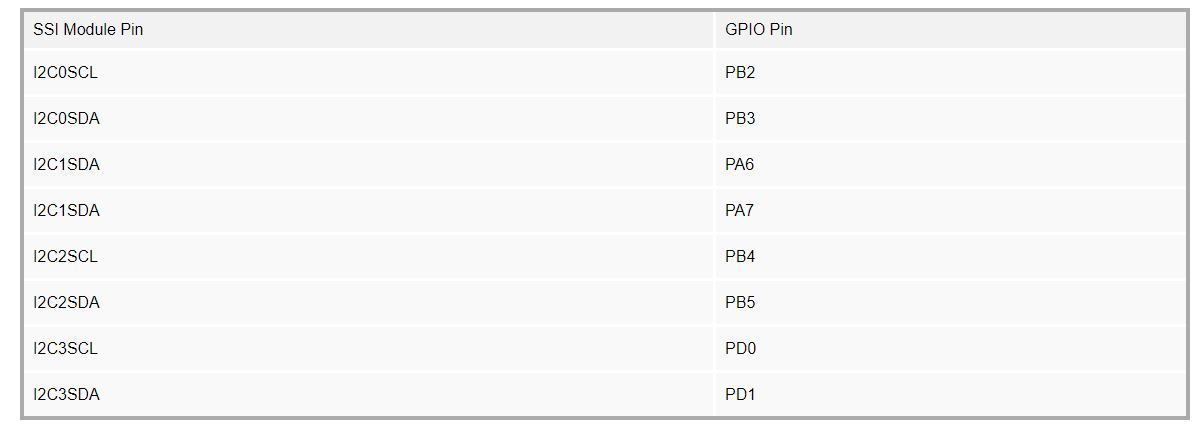 SSI Module Pin GPIO Pin
I2C0SCL PB2
I2C0SDA PB3
I2C1SDA PA6
I2C1SDA PA7
I2C2SCL PB4
I2C2SDA PB5
I2C3SCL PD0
I2C3SDA PD1